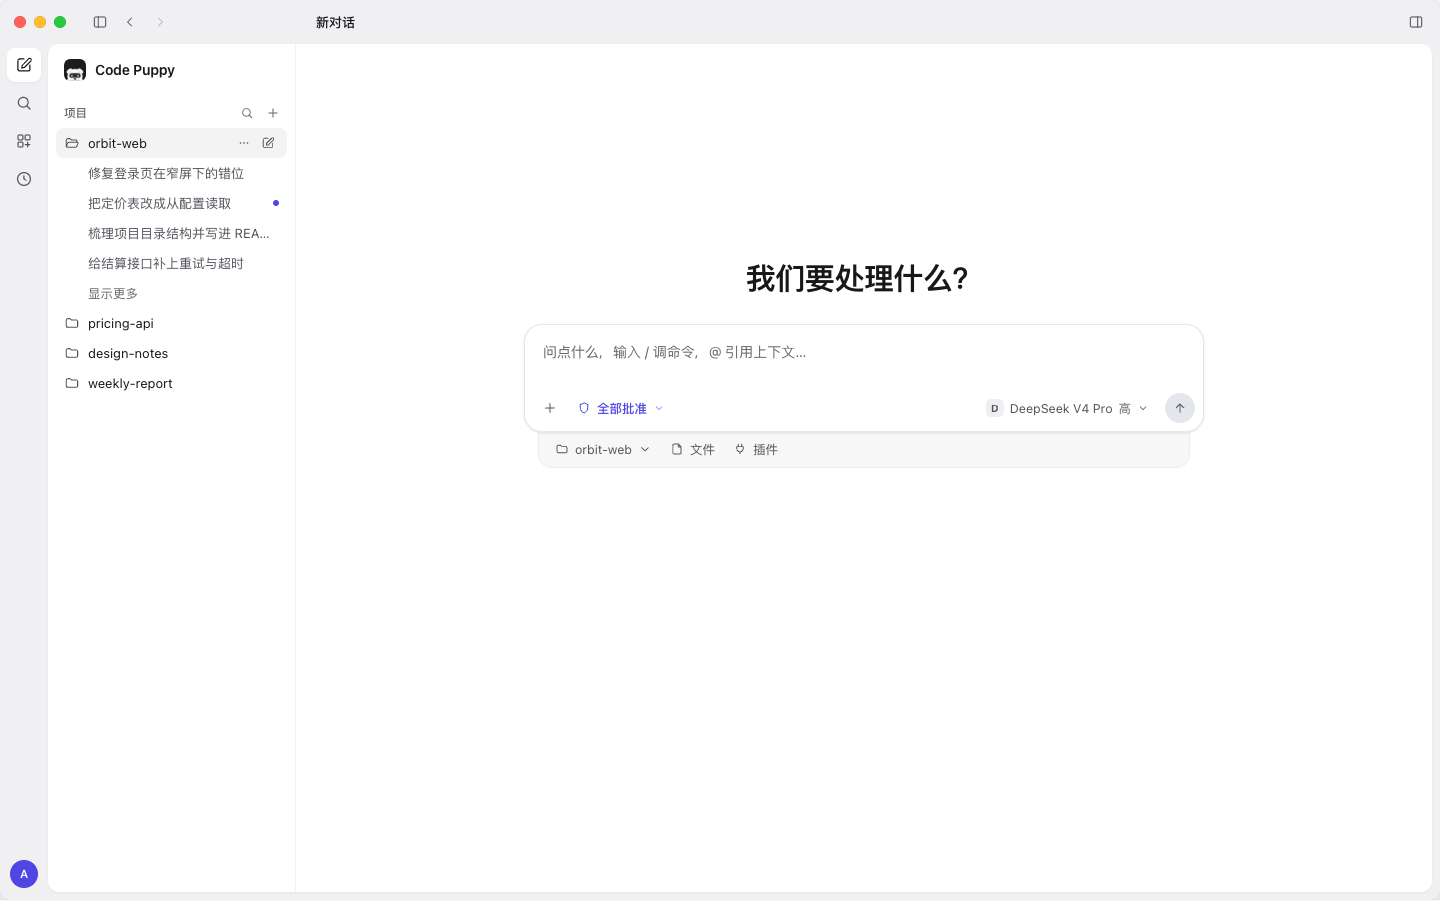 新对话
Code Puppy
项目
orbit-web
修复登录页在窄屏下的错位
把定价表改成从配置读取
梳理项目目录结构并写进 REA...
给结算接口补上重试与超时
显示更多
pricing-api
design-notes
weekly-report
A
我们要处理什么?
问点什么，输入 / 调命令，@ 引用上下文...
全部批准
D DeepSeek V4 Pro 高
orbit-web 文件 插件